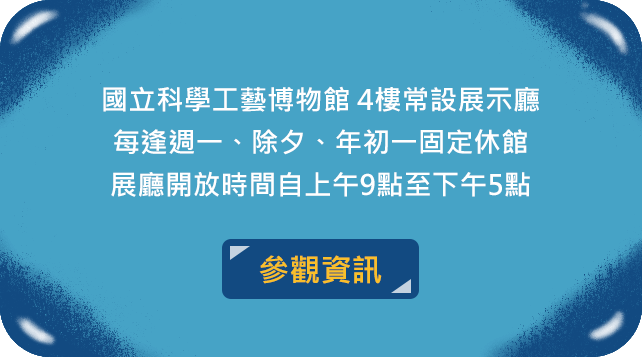 國立科學工藝博物館 4樓常設展示廳
每逢週一、除夕、年初一固定休館
展廳開放時間自上午9點至下午5點
參觀資訊